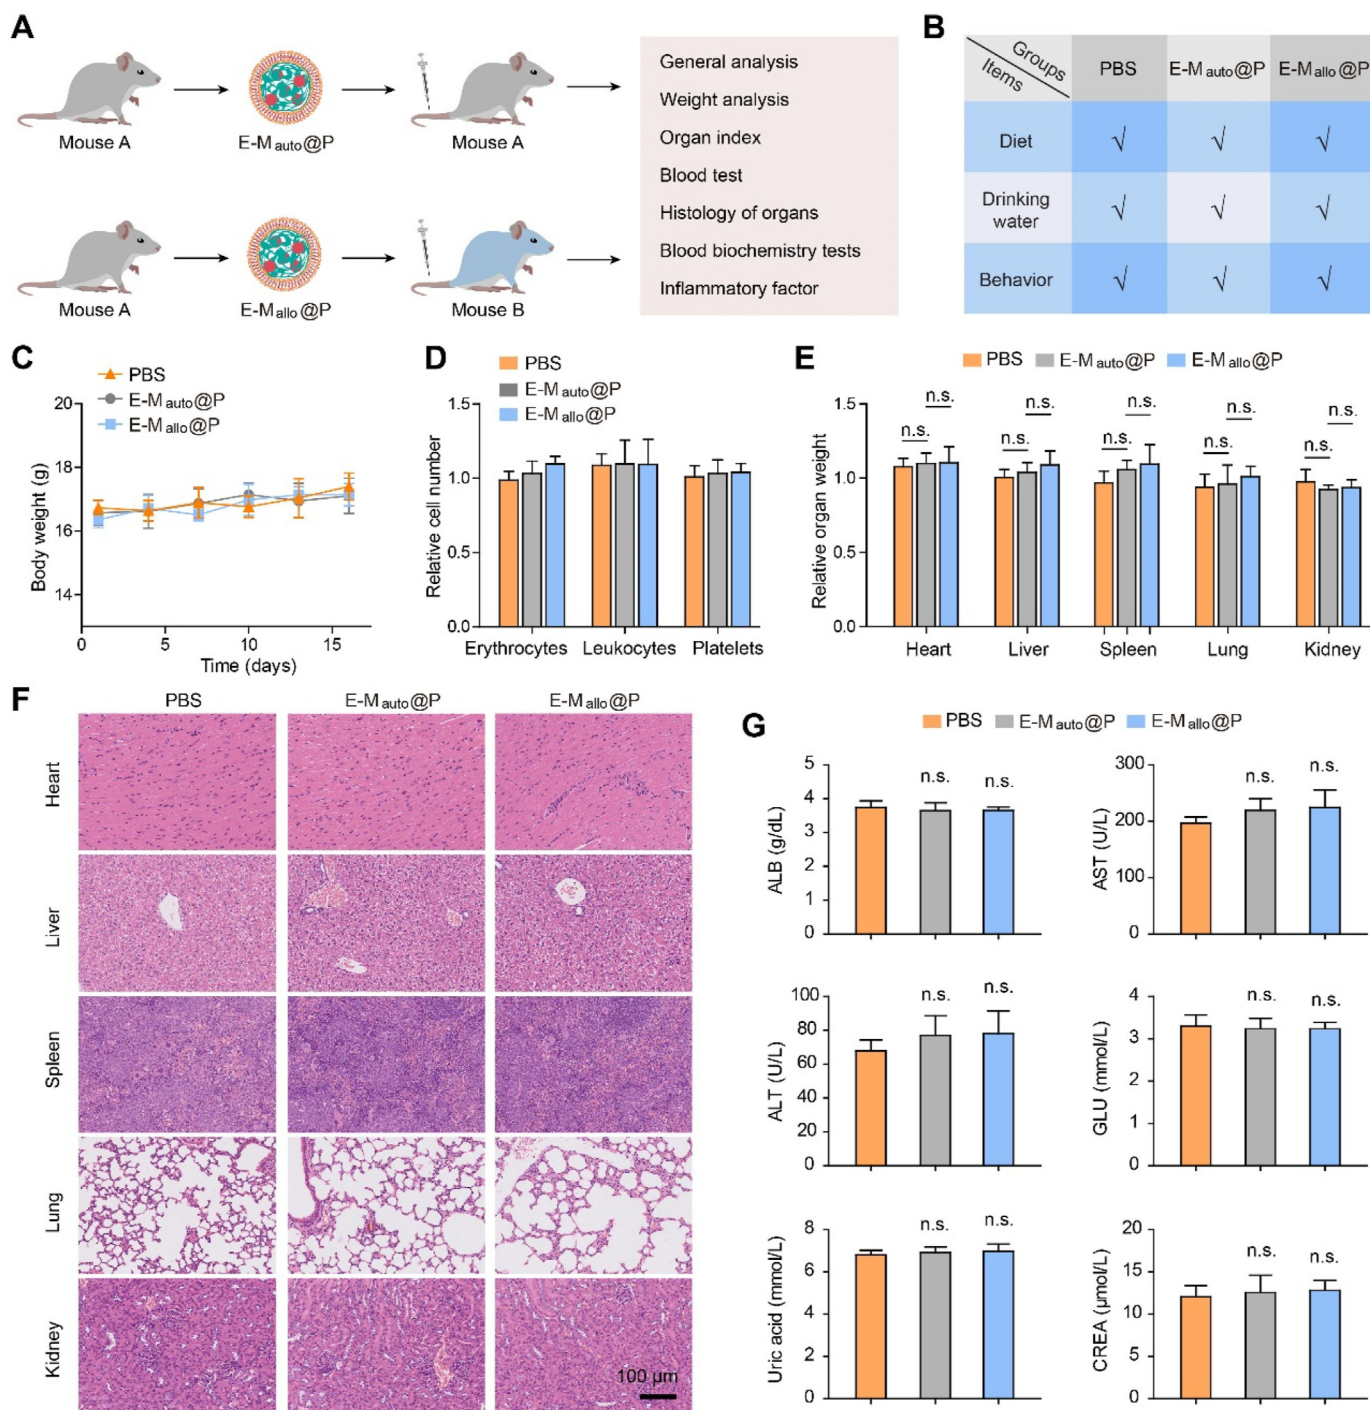 A
Mouse A
E-Mauto@P
Mouse A
Mouse A
E-Mallo@P
Mouse B
General analysis
Weight analysis
Organ index
Blood test
Histology of organs
Blood biochemistry tests
Inflammatory factor
B
Groups
Items
PBS
E-Mauto@P
E-Mallo@P
Diet
√
√
√
Drinking
water
√
√
√
Behavior
√
√
√
C
PBS
E-Mauto@P
E-Mallo@P
Body weight (g)
20
18
16
14
0
5
10
15
Time (days)
D
PBS
E-Mauto@P
E-Mallo@P
Relative cell number
1.5
1.0
0.5
0.0
Erythrocytes
Leukocytes
Platelets
E
PBS
E-Mauto@P
E-Mallo@P
Relative organ weight
1.5
1.0
0.5
0.0
n.s.
n.s.
n.s.
n.s.
n.s.
n.s.
n.s.
n.s.
n.s.
n.s.
Heart
Liver
Spleen
Lung
Kidney
F
PBS
E-Mauto@P
E-Mallo@P
Heart
Liver
Spleen
Lung
Kidney
100 µm
G
PBS
E-Mauto@P
E-Mallo@P
ALB (g/dL)
5
4
3
2
1
0
n.s.
n.s.
AST (U/L)
300
200
100
0
n.s.
n.s.
ALT (U/L)
100
80
60
40
20
0
n.s.
n.s.
GLU (mmol/L)
4
3
2
1
0
n.s.
n.s.
Uric acid (mmol/L)
8
6
4
2
0
n.s.
n.s.
CREA (µmol/L)
20
15
10
5
0
n.s.
n.s.